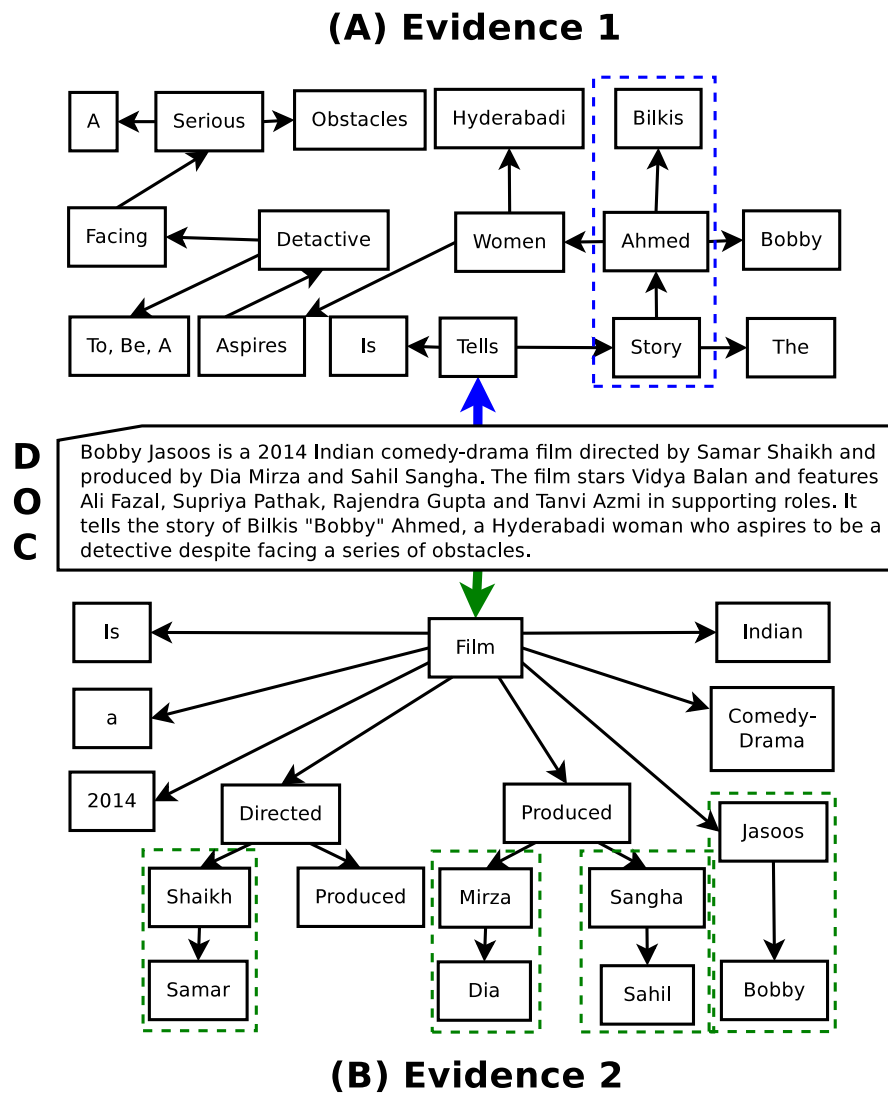 (A) Evidence 1
A
Serious
Obstacles
Hyderabadi
Bilkis
Facing
Detactive
Women
Ahmed
Bobby
To, Be, A
Aspires
Is
Tells
Story
The
D
O
C
Bobby Jasoos is a 2014 Indian comedy-drama film directed by Samar Shaikh and
produced by Dia Mirza and Sahil Sangha. The film stars Vidya Balan and features
Ali Fazal, Supriya Pathak, Rajendra Gupta and Tanvi Azmi in supporting roles. It
tells the story of Bilkis "Bobby" Ahmed, a Hyderabadi woman who aspires to be a
detective despite facing a series of obstacles.
Is
Film
Indian
a
Comedy-
Drama
2014
Directed
Produced
Jasoos
Shaikh
Produced
Mirza
Sangha
Samar
Dia
Sahil
Bobby
(B) Evidence 2